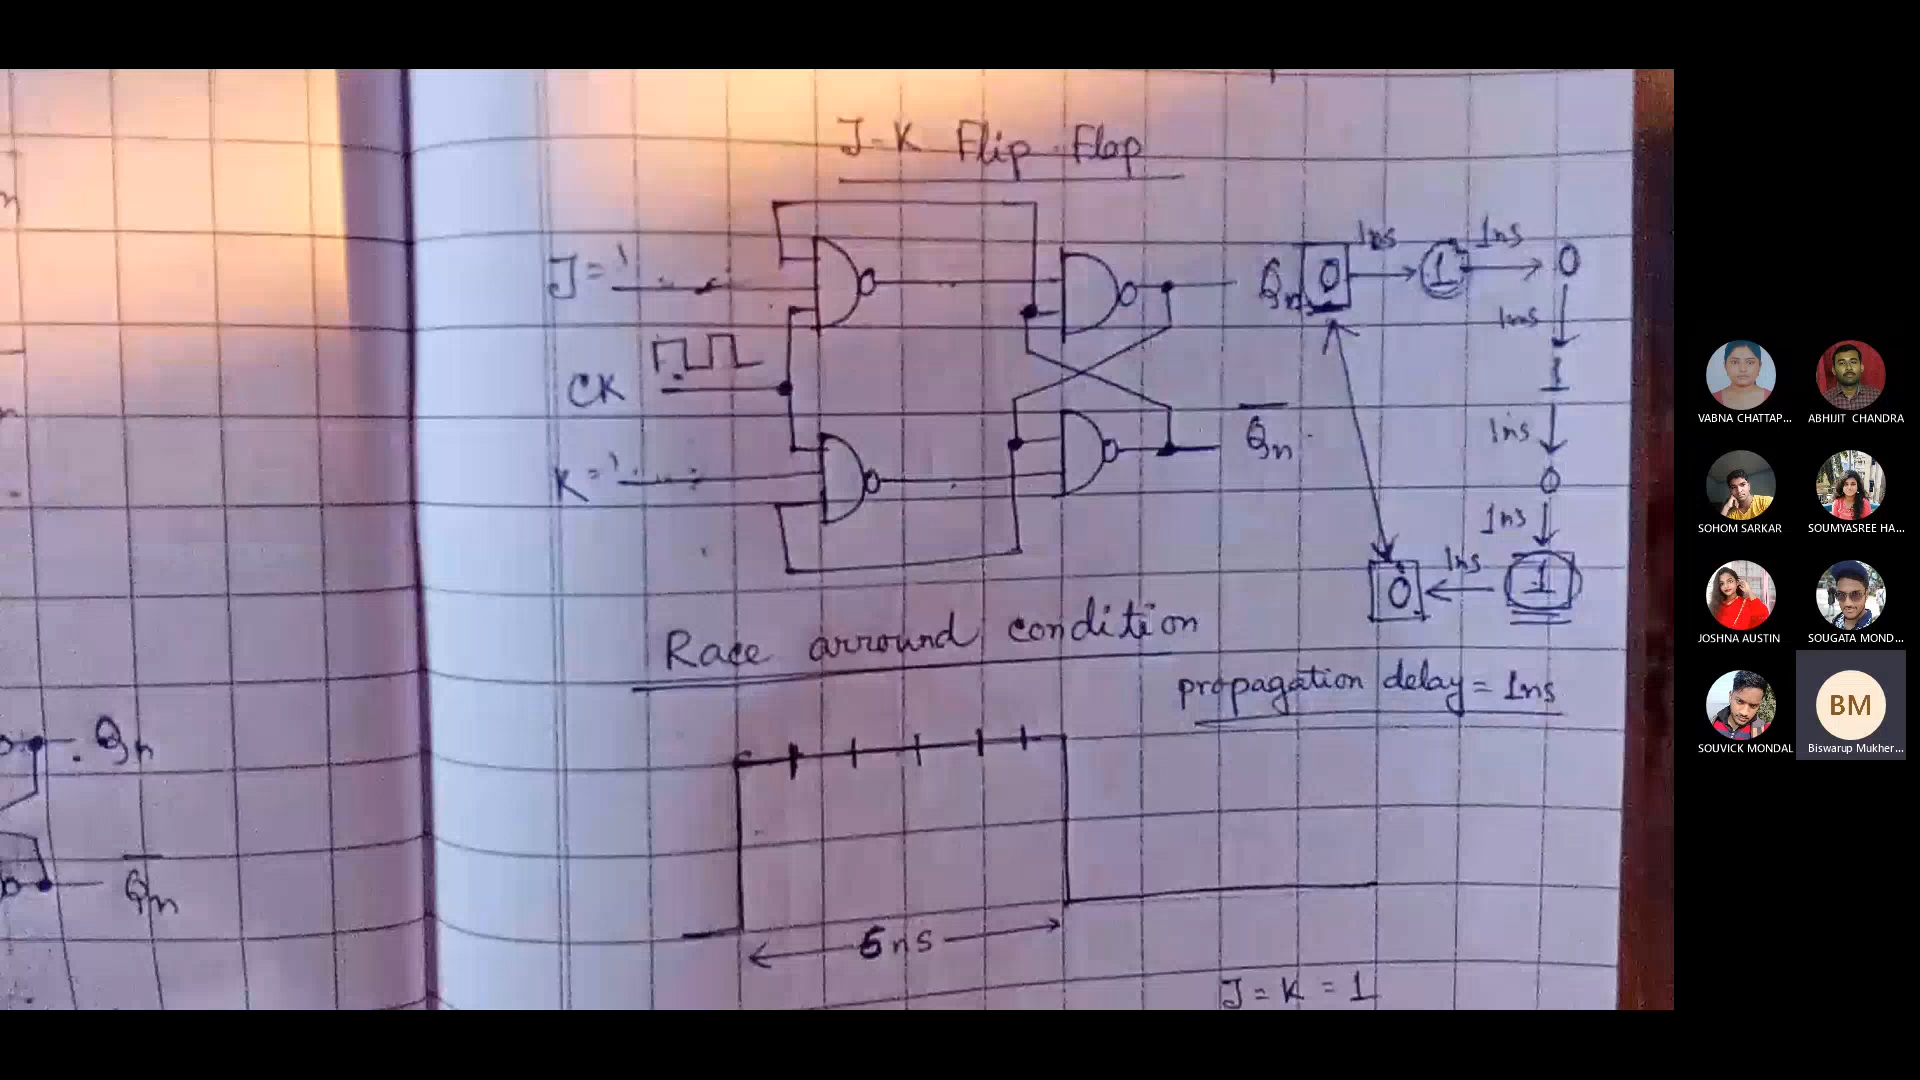 J-K Flip Flop
J = 1
CK
K = 1
Qn 0 1ns 1 1ns 0
1ns
1
1ns
0
1ns
1
1ns
0
Q̅n
Race arround condition
propagation delay = 1ns
6ns
J = K = 1
Qn
Q̅n
VABNA CHATTAP...
ABHIJIT CHANDRA
SOHOM SARKAR
SOUMYASREE HA...
JOSHNA AUSTIN
SOUGATA MOND...
SOUVICK MONDAL
BM
Biswarup Mukher...